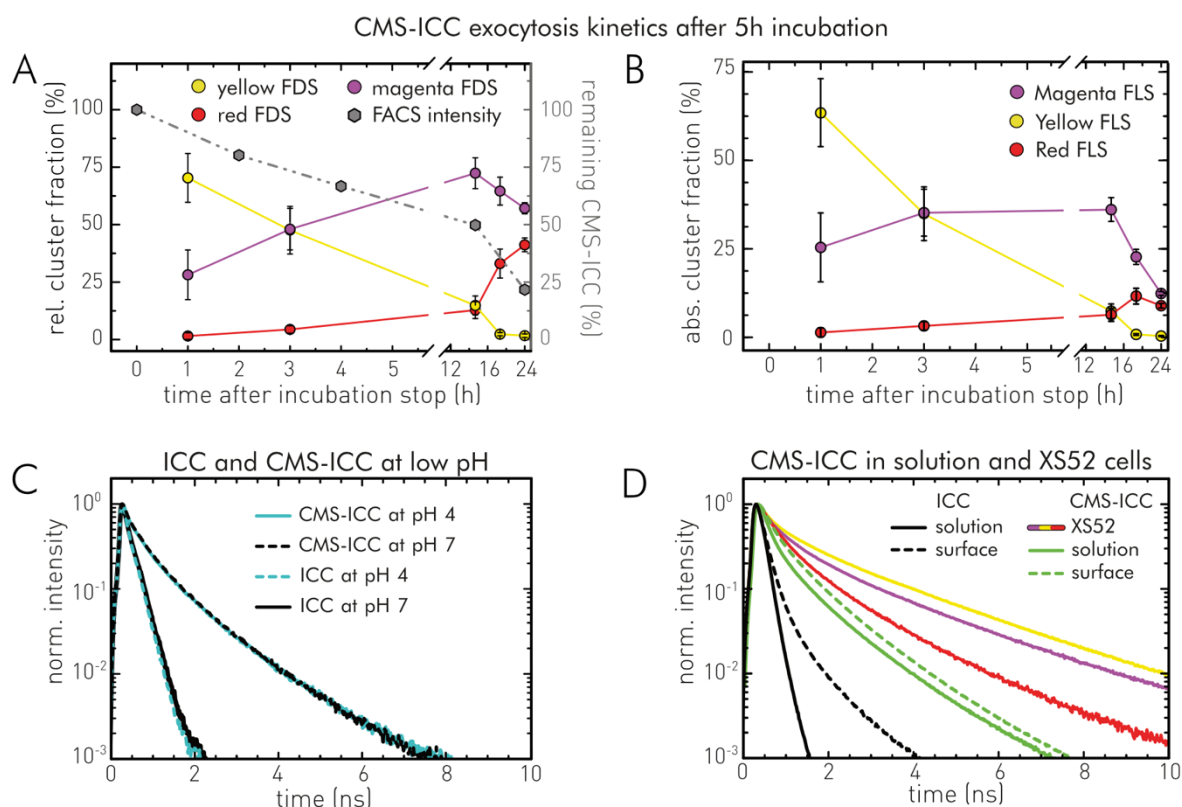 CMS-ICC exocytosis kinetics after 5h incubation
A
yellow FDS
magenta FDS
red FDS
FACS intensity
rel. cluster fraction (%)
100
75
50
25
0
100
75
50
25
0
remaining CMS-ICC (%)
0 1 2 3 4 5 12 16 20 24
time after incubation stop (h)
B
Magenta FLS
Yellow FLS
Red FLS
abs. cluster fraction (%)
75
50
25
0
0 1 2 3 4 5 12 16 20 24
time after incubation stop (h)
C
ICC and CMS-ICC at low pH
CMS-ICC at pH 4
CMS-ICC at pH 7
ICC at pH 4
ICC at pH 7
norm. intensity
10⁰
10⁻¹
10⁻²
10⁻³
0 2 4 6 8 10
time (ns)
D
CMS-ICC in solution and XS52 cells
ICC
solution
surface
CMS-ICC
XS52
solution
surface
norm. intensity
10⁰
10⁻¹
10⁻²
10⁻³
0 2 4 6 8 10
time (ns)